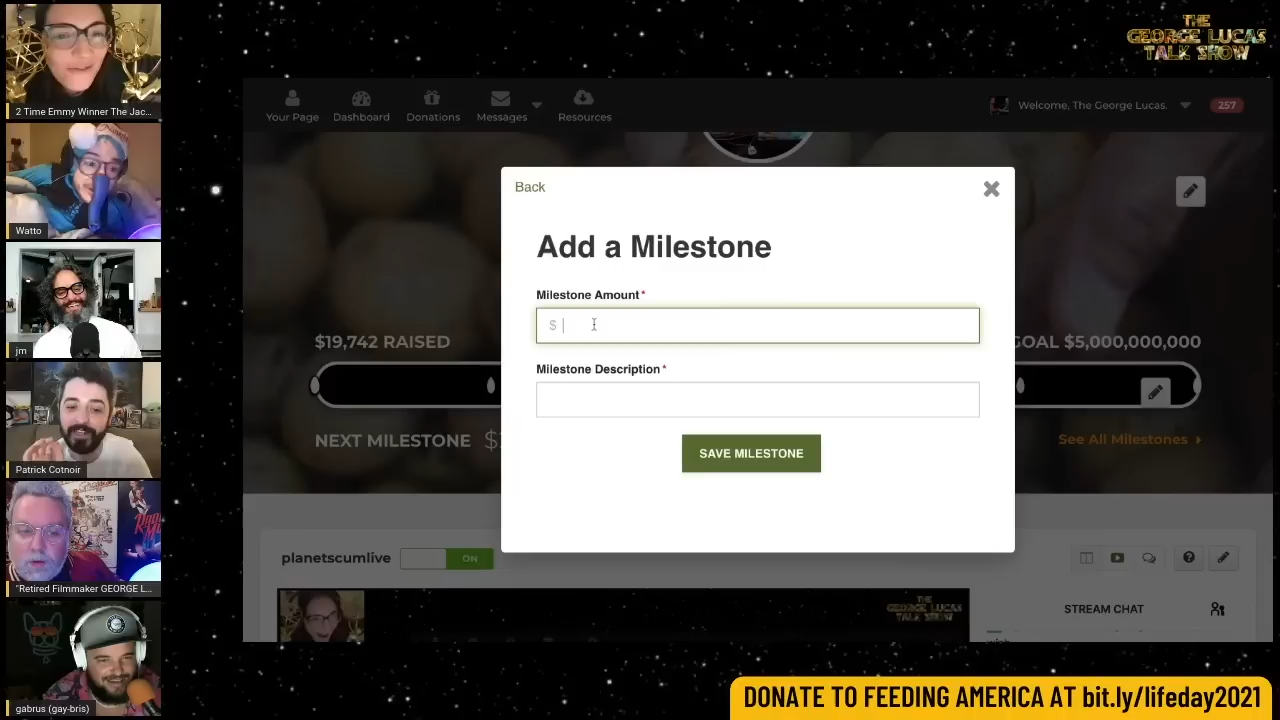 2 Time Emmy Winner The Jac...
Watto
jm
Patrick Cotnoir
"Retired Filmmaker GEORGE L...
gabrus (gay-bris)
THE
GEORGE LUCAS
TALK SHOW
Your Page
Dashboard
Donations
Messages
Resources
Welcome, The George Lucas.
257
Back
Add a Milestone
Milestone Amount*
$
Milestone Description*
SAVE MILESTONE
$19,742 RAISED
GOAL $5,000,000,000
NEXT MILESTONE
See All Milestones
planetscumlive
ON
THE
GEORGE LUCAS
TALK SHOW
STREAM CHAT
DONATE TO FEEDING AMERICA AT bit.ly/lifeday2021